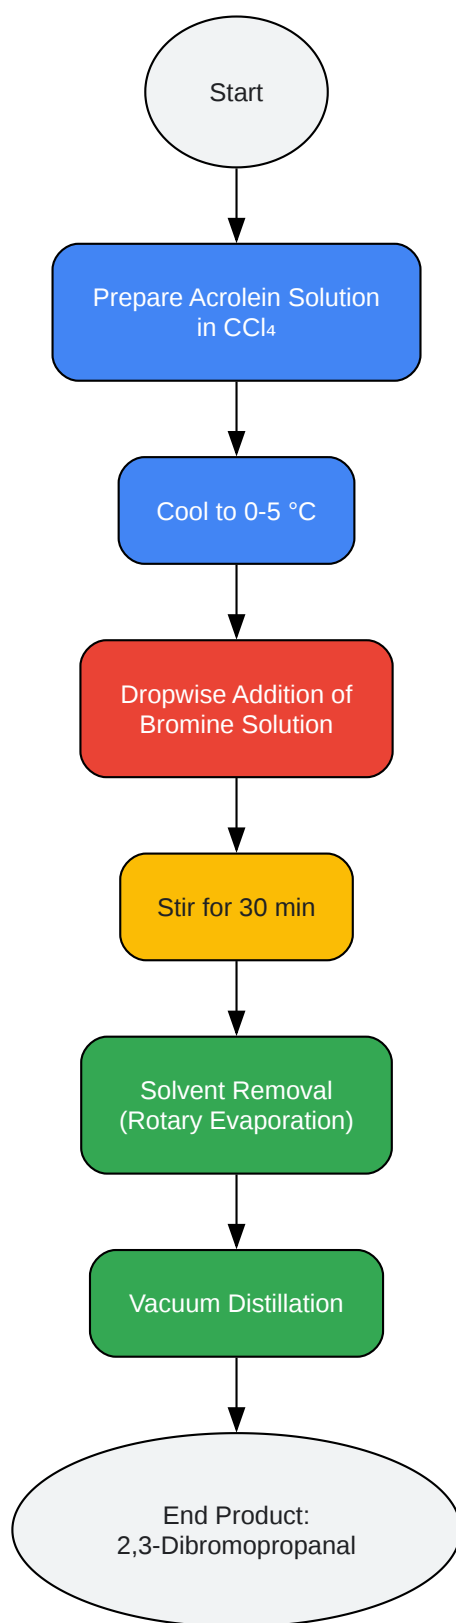 Start
Prepare Acrolein Solution
in CCl₄
Cool to 0-5 °C
Dropwise Addition of
Bromine Solution
Stir for 30 min
Solvent Removal
(Rotary Evaporation)
Vacuum Distillation
End Product:
2,3-Dibromopropanal